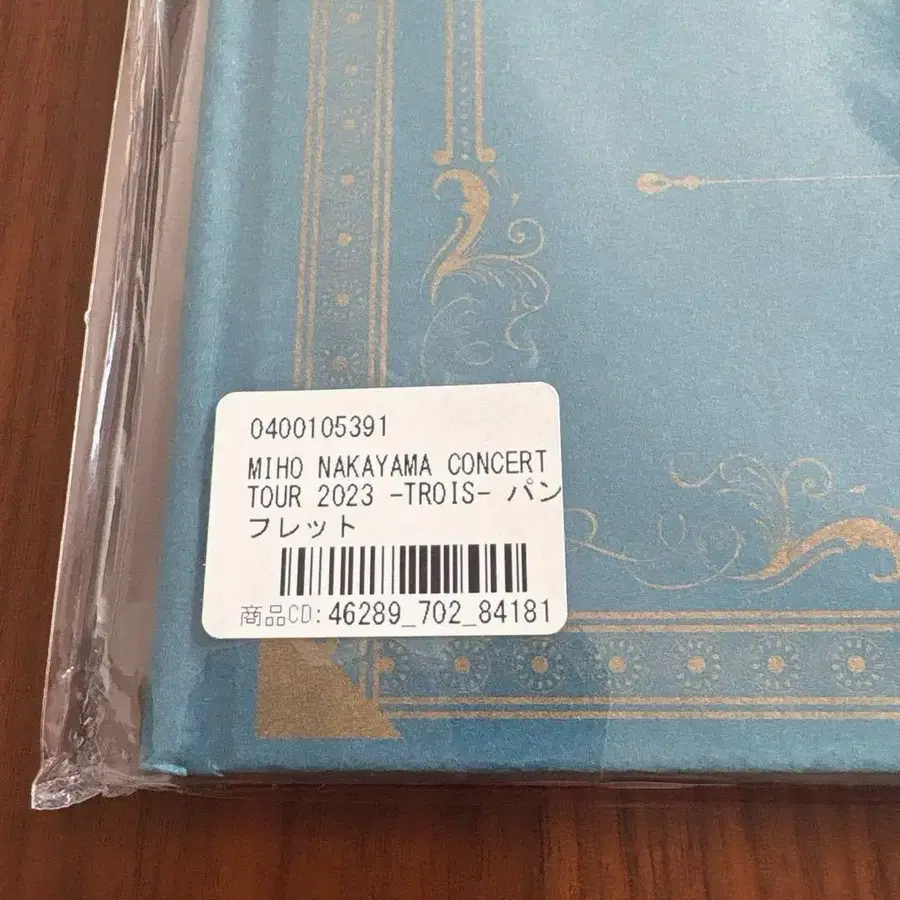 0400105391
MIHO NAKAYAMA CONCERT
TOUR 2023 -TROIS- パン
フレット
商品CD: 46289_702_84181